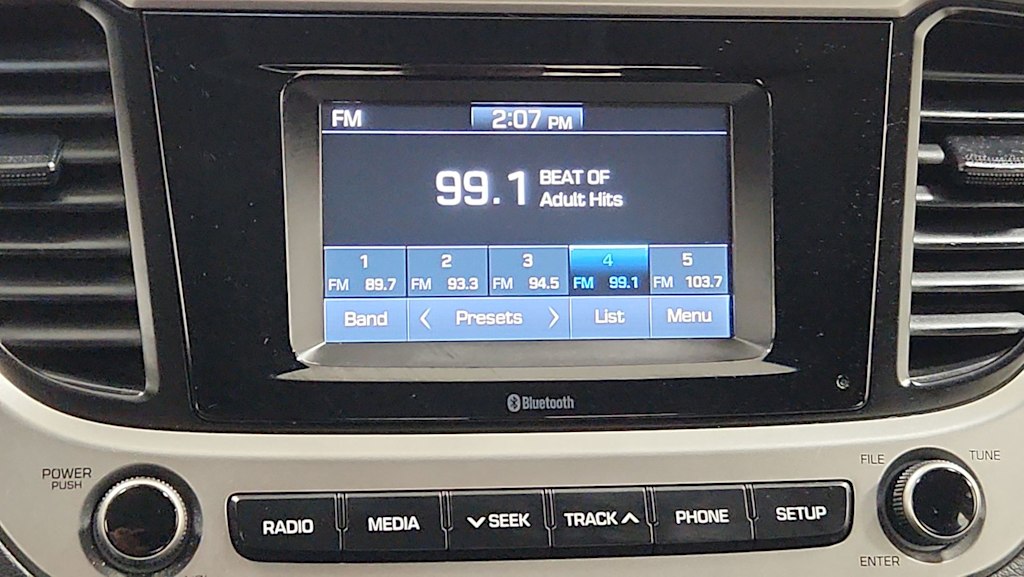 FM 2:07 PM
99.1 BEAT OF
Adult Hits
1 2 3 4 5
FM 89.7 FM 93.3 FM 94.5 FM 99.1 FM 103.7
Band < Presets > List Menu
Bluetooth
POWER
PUSH
RADIO MEDIA SEEK TRACK PHONE SETUP
FILE TUNE
ENTER